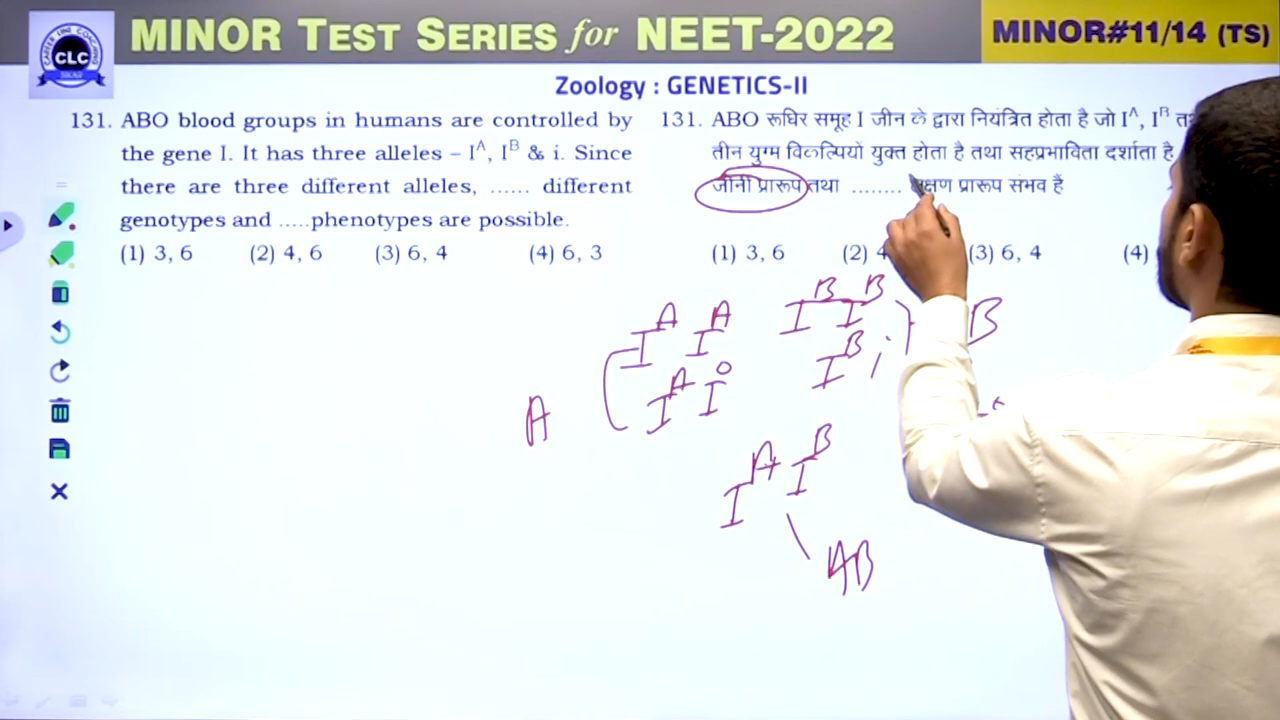 MINOR TEST SERIES for NEET-2022
MINOR#11/14 (TS)
CLC
Zoology : GENETICS-II
131. ABO blood groups in humans are controlled by
the gene I. It has three alleles – I^A, I^B & i. Since
there are three different alleles, ...... different
genotypes and .....phenotypes are possible.
(1) 3, 6 (2) 4, 6 (3) 6, 4 (4) 6, 3
131. ABO रूधिर समूह I जीन के द्वारा नियंत्रित होता है जो I^A, I^B
तीन युग्म विकल्पियों युक्त होता है तथा सहप्रभाविता दर्शाता है
जीनी प्रारूप तथा ........ प्रारूप संभव हैं
(1) 3, 6 (2) 4 (3) 6, 4 (4)
I^A I^A
I^A I^O
A
I^B I^B
I^B i
B
I^A I^B
AB